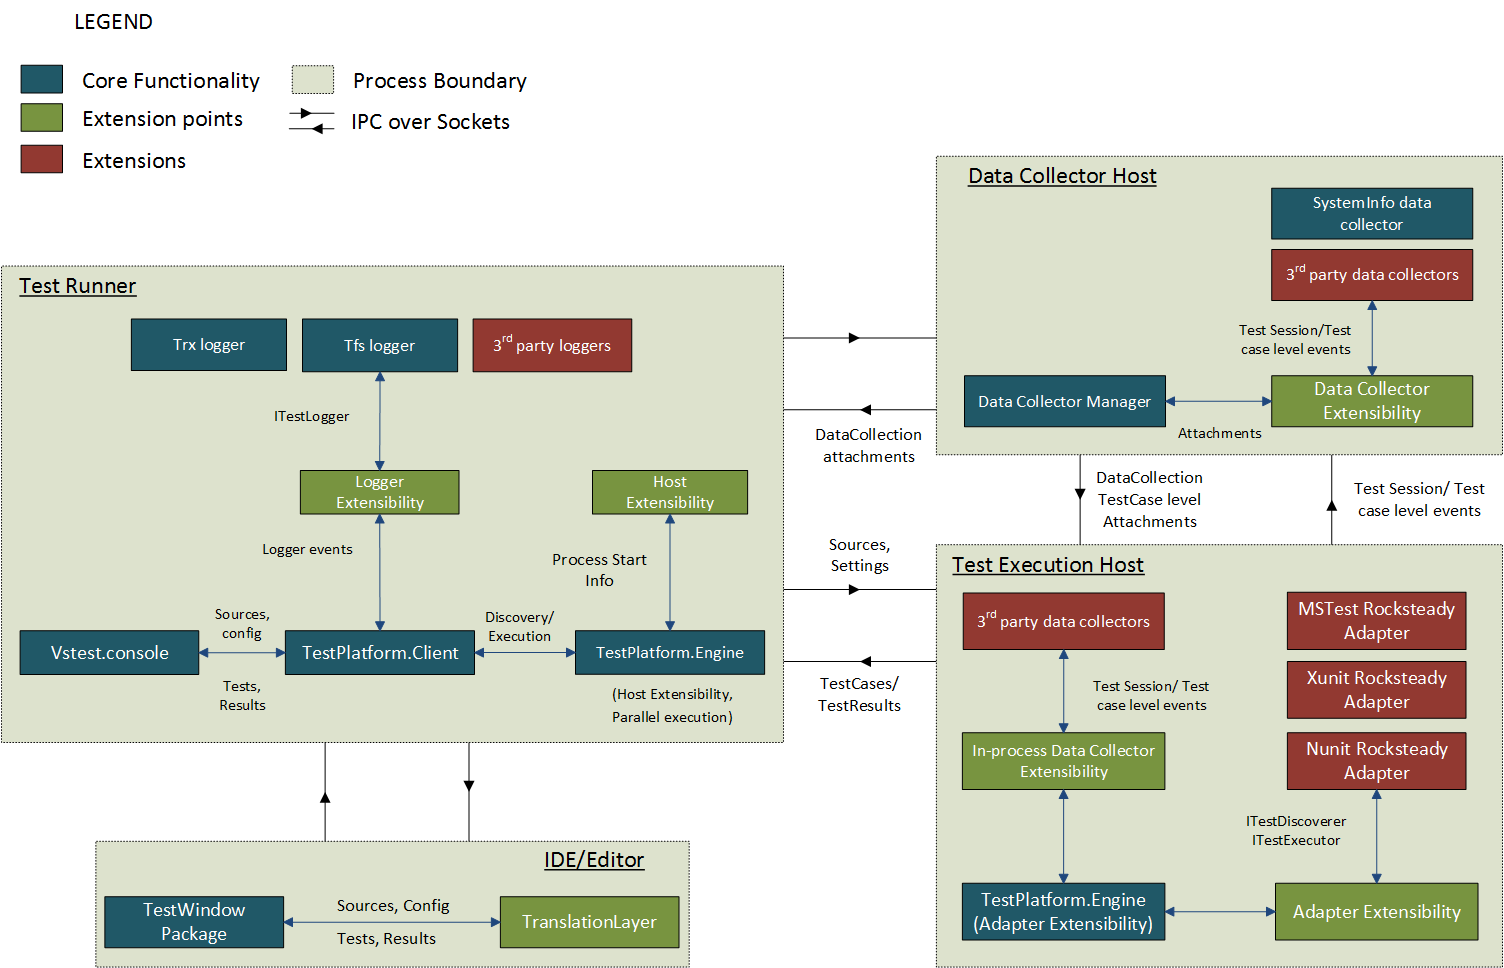 LEGEND
Core Functionality
Process Boundary
Extension points
IPC over Sockets
Extensions
Data Collector Host
SystemInfo data
collector
3rd party data collectors
Test Session/Test
case level events
Data Collector Manager
Attachments
Data Collector
Extensibility
Test Runner
Trx logger
Tfs logger
3rd party loggers
ITestLogger
Logger
Extensibility
Host
Extensibility
Logger events
Process Start
Info
Sources,
config
Discovery/
Execution
Vstest.console
TestPlatform.Client
TestPlatform.Engine
Tests,
Results
(Host Extensibility,
Parallel execution)
DataCollection
attachments
Sources,
Settings
TestCases/
TestResults
DataCollection
TestCase level
Attachments
Test Session/ Test
case level events
Test Execution Host
3rd party data collectors
MSTest Rocksteady
Adapter
Xunit Rocksteady
Adapter
Test Session/ Test
case level events
In-process Data Collector
Extensibility
Nunit Rocksteady
Adapter
ITestDiscoverer
ITestExecutor
TestPlatform.Engine
(Adapter Extensibility)
Adapter Extensibility
IDE/Editor
TestWindow
Package
Sources, Config
Tests, Results
TranslationLayer